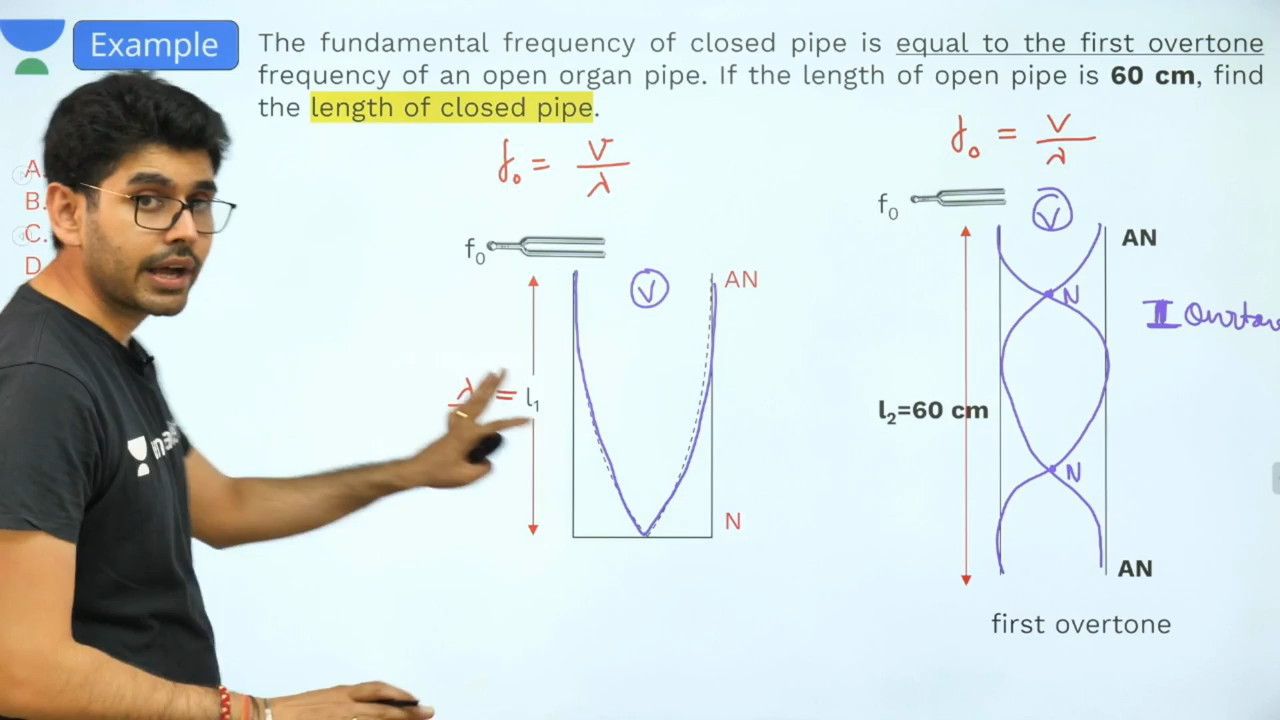 Example
The fundamental frequency of closed pipe is equal to the first overtone
frequency of an open organ pipe. If the length of open pipe is 60 cm, find
the length of closed pipe.
A.
B.
C.
D
f₀ = V/λ
f₀ = V/λ
f₀
V
AN
f₀
V
AN
N
I Overtone
λ = l₁
l₂=60 cm
N
N
AN
first overtone